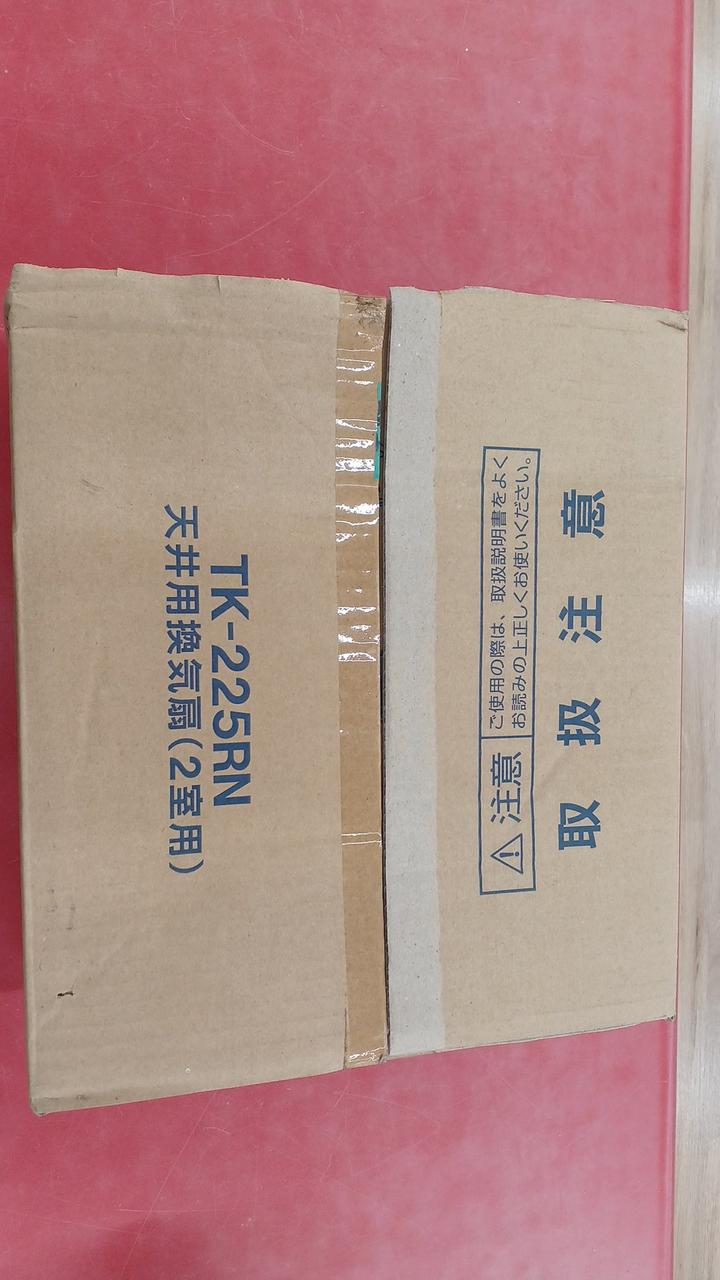 TK-225RN
天井用換気扇(2室用)
⚠ 注意
ご使用の際は、取扱説明書をよく
お読みの上正しくお使いください。
取扱注意